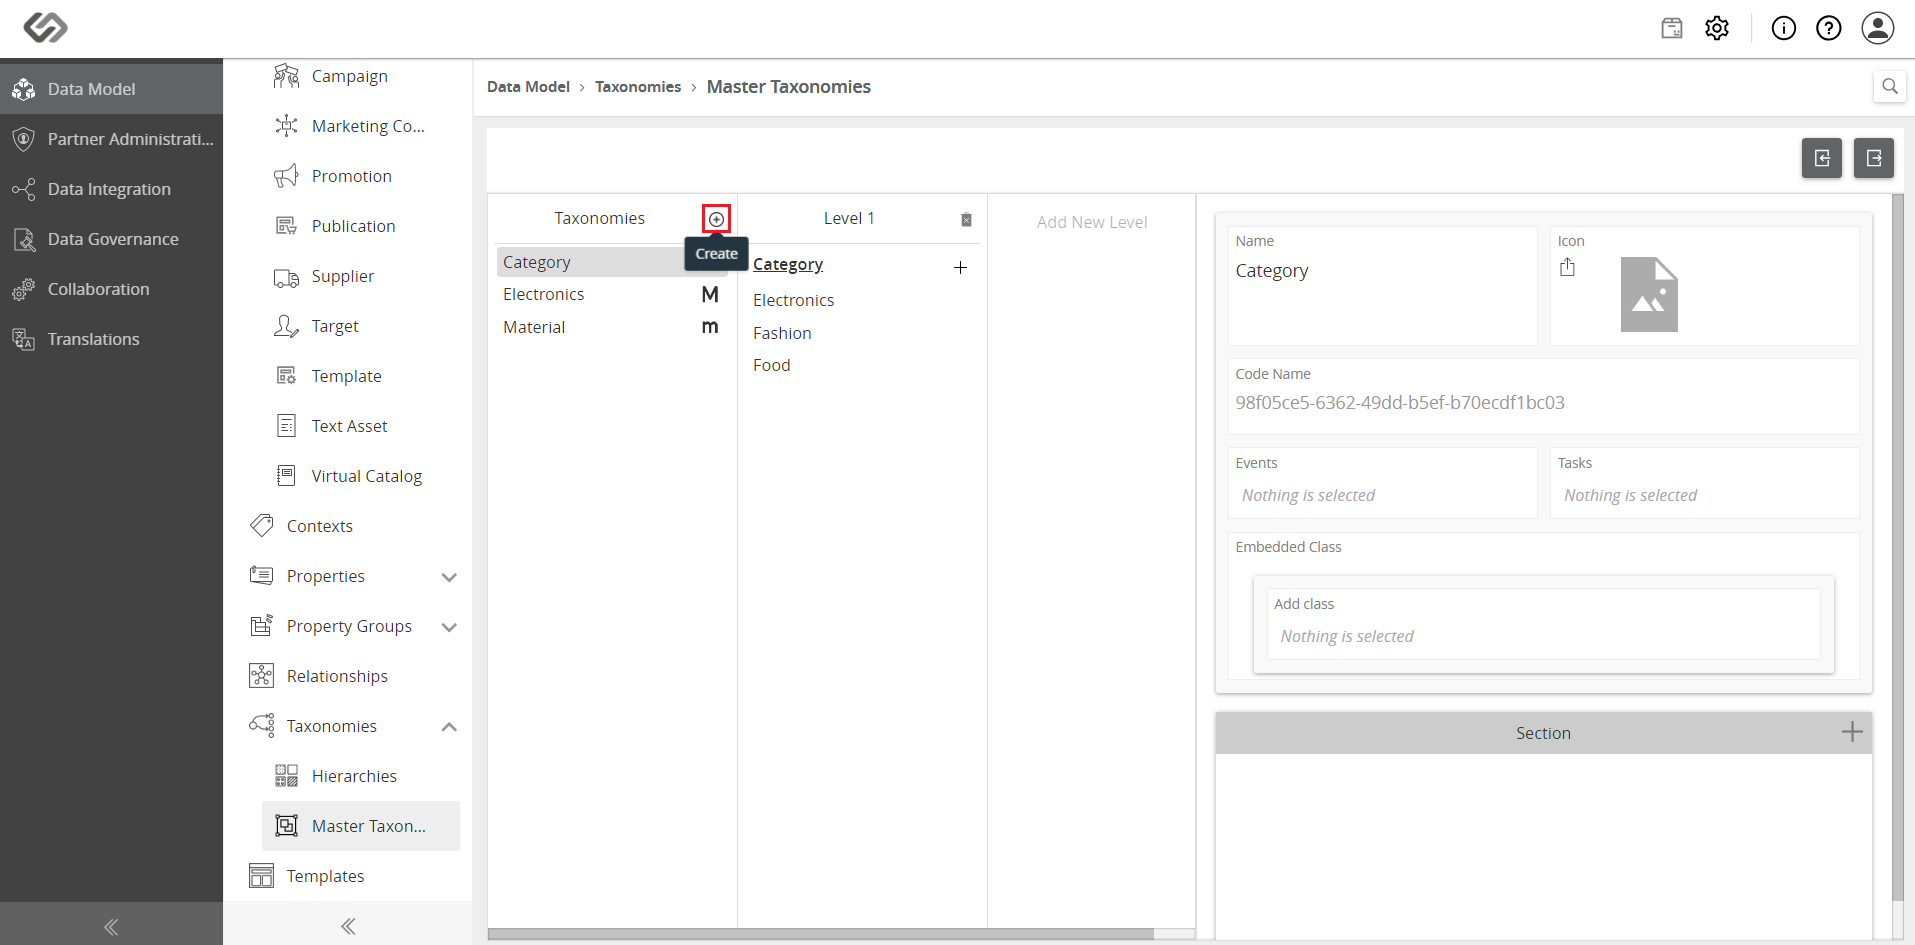 Data Model
Partner Administrati...
Data Integration
Data Governance
Collaboration
Translations
Campaign
Marketing Co...
Promotion
Publication
Supplier
Target
Template
Text Asset
Virtual Catalog
Contexts
Properties
Property Groups
Relationships
Taxonomies
Hierarchies
Master Taxon...
Templates
Data Model › Taxonomies › Master Taxonomies
Taxonomies
Create
Category
Electronics M
Material m
Level 1
Category
Electronics
Fashion
Food
Add New Level
Name
Category
Icon
Code Name
98f05ce5-6362-49dd-b5ef-b70ecdf1bc03
Events
Nothing is selected
Tasks
Nothing is selected
Embedded Class
Add class
Nothing is selected
Section